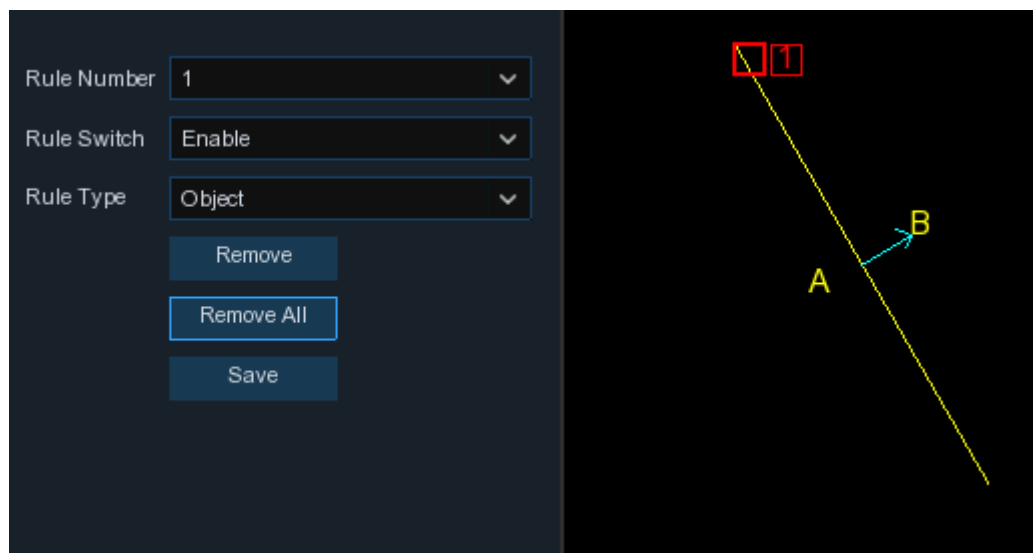 Rule Number 1
Rule Switch Enable
Rule Type Object
Remove
Remove All
Save
1
B
A